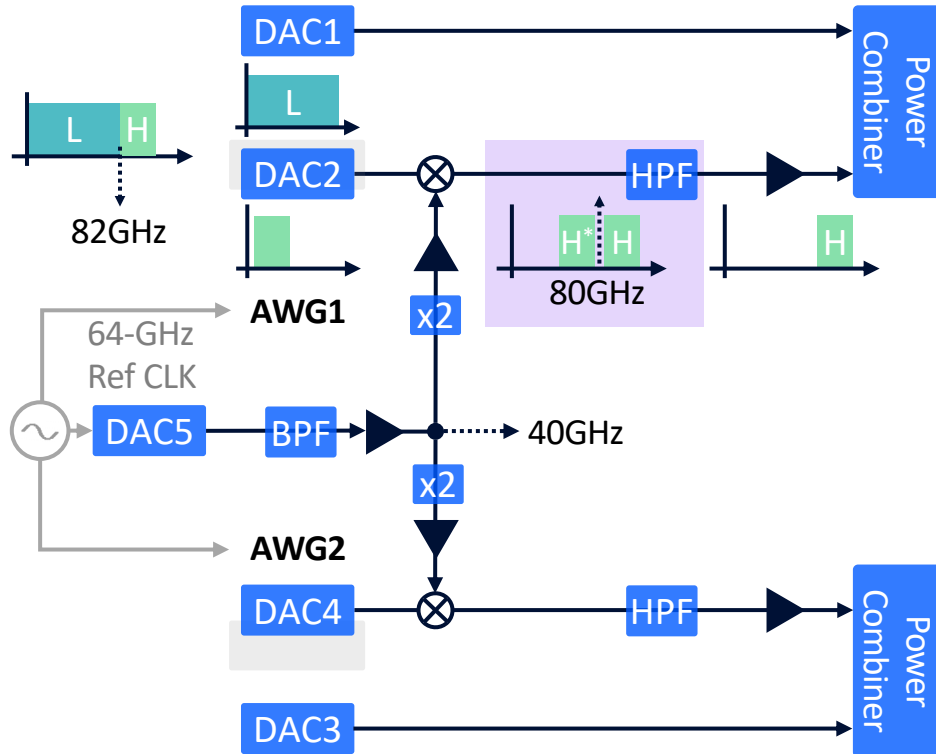 DAC1
Power
Combiner
L
L
H
DAC2
HPF
82GHz
H*
H
H
80GHz
AWG1
x2
64-GHz
Ref CLK
DAC5
BPF
40GHz
x2
AWG2
DAC4
HPF
Power
Combiner
DAC3